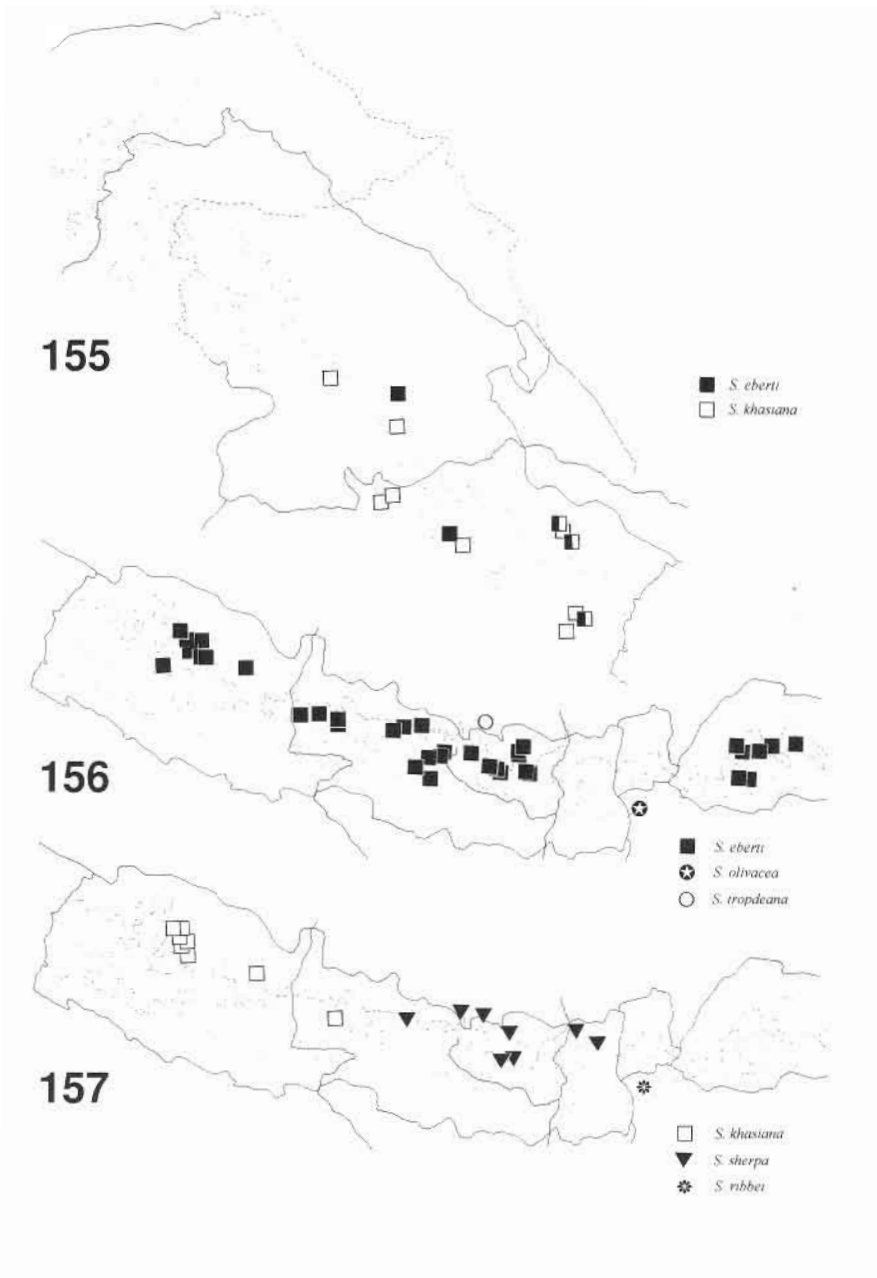 155
S. eberti
S. khasiana
156
S. eberti
S. olivacea
S. tropdeana
157
S. khasiana
S. sherpa
S. ribbei